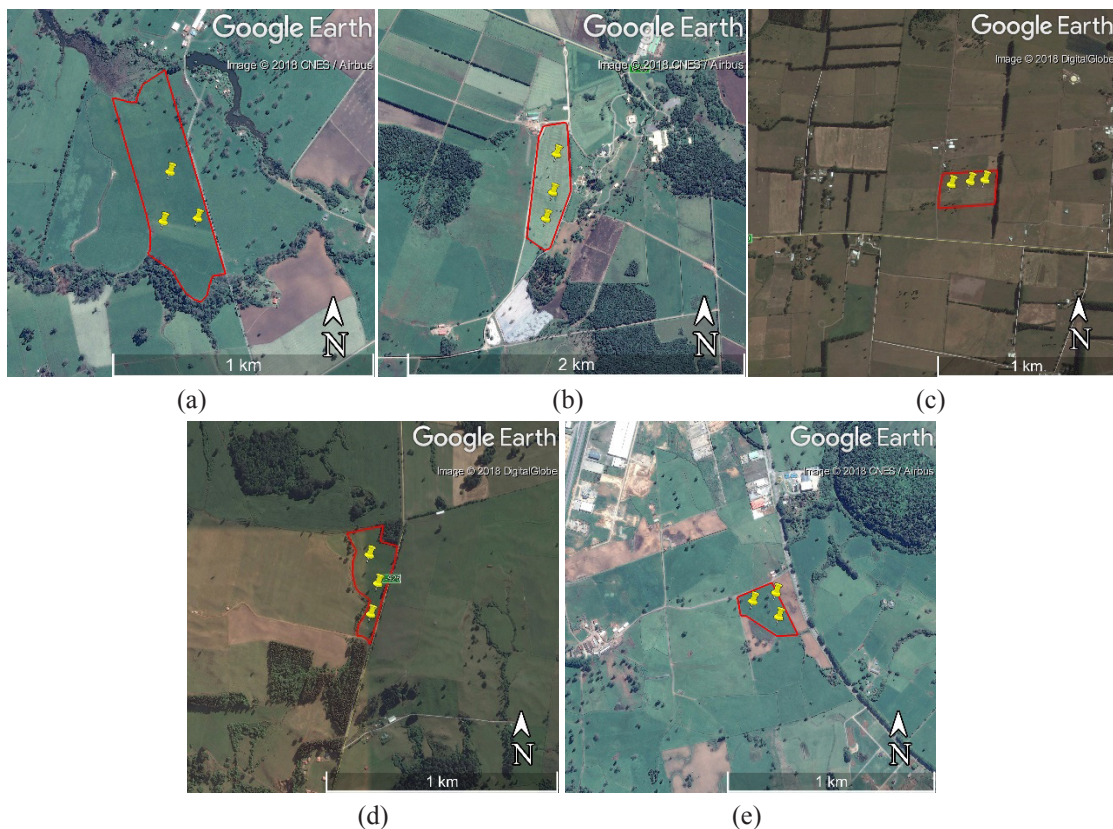 Google Earth
Image © 2018 CNES / Airbus
N
1 km
(a)
Google Earth
Image © 2018 CNES / Airbus
N
2 km
(b)
Google Earth
Image © 2018 DigitalGlobe
N
1 km
(c)
Google Earth
Image © 2018 DigitalGlobe
N
1 km
(d)
Google Earth
Image © 2018 CNES / Airbus
N
1 km
(e)